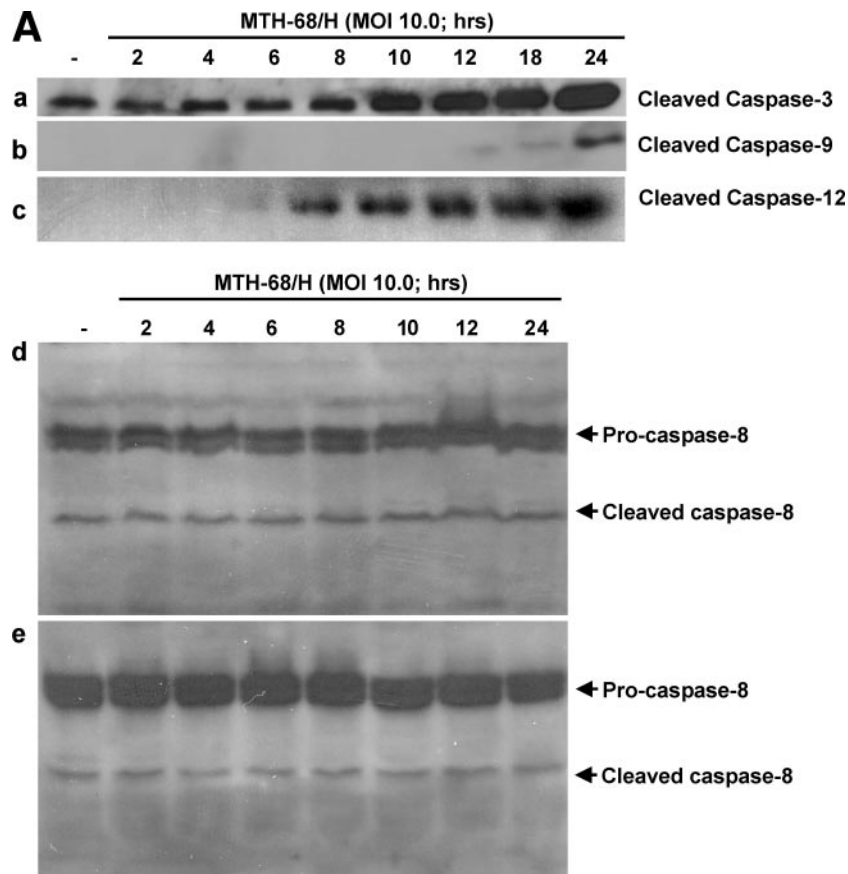 A
MTH-68/H (MOI 10.0; hrs)
- 2 4 6 8 10 12 18 24
a Cleaved Caspase-3
b Cleaved Caspase-9
c Cleaved Caspase-12
MTH-68/H (MOI 10.0; hrs)
- 2 4 6 8 10 12 24
d
Pro-caspase-8
Cleaved caspase-8
e
Pro-caspase-8
Cleaved caspase-8